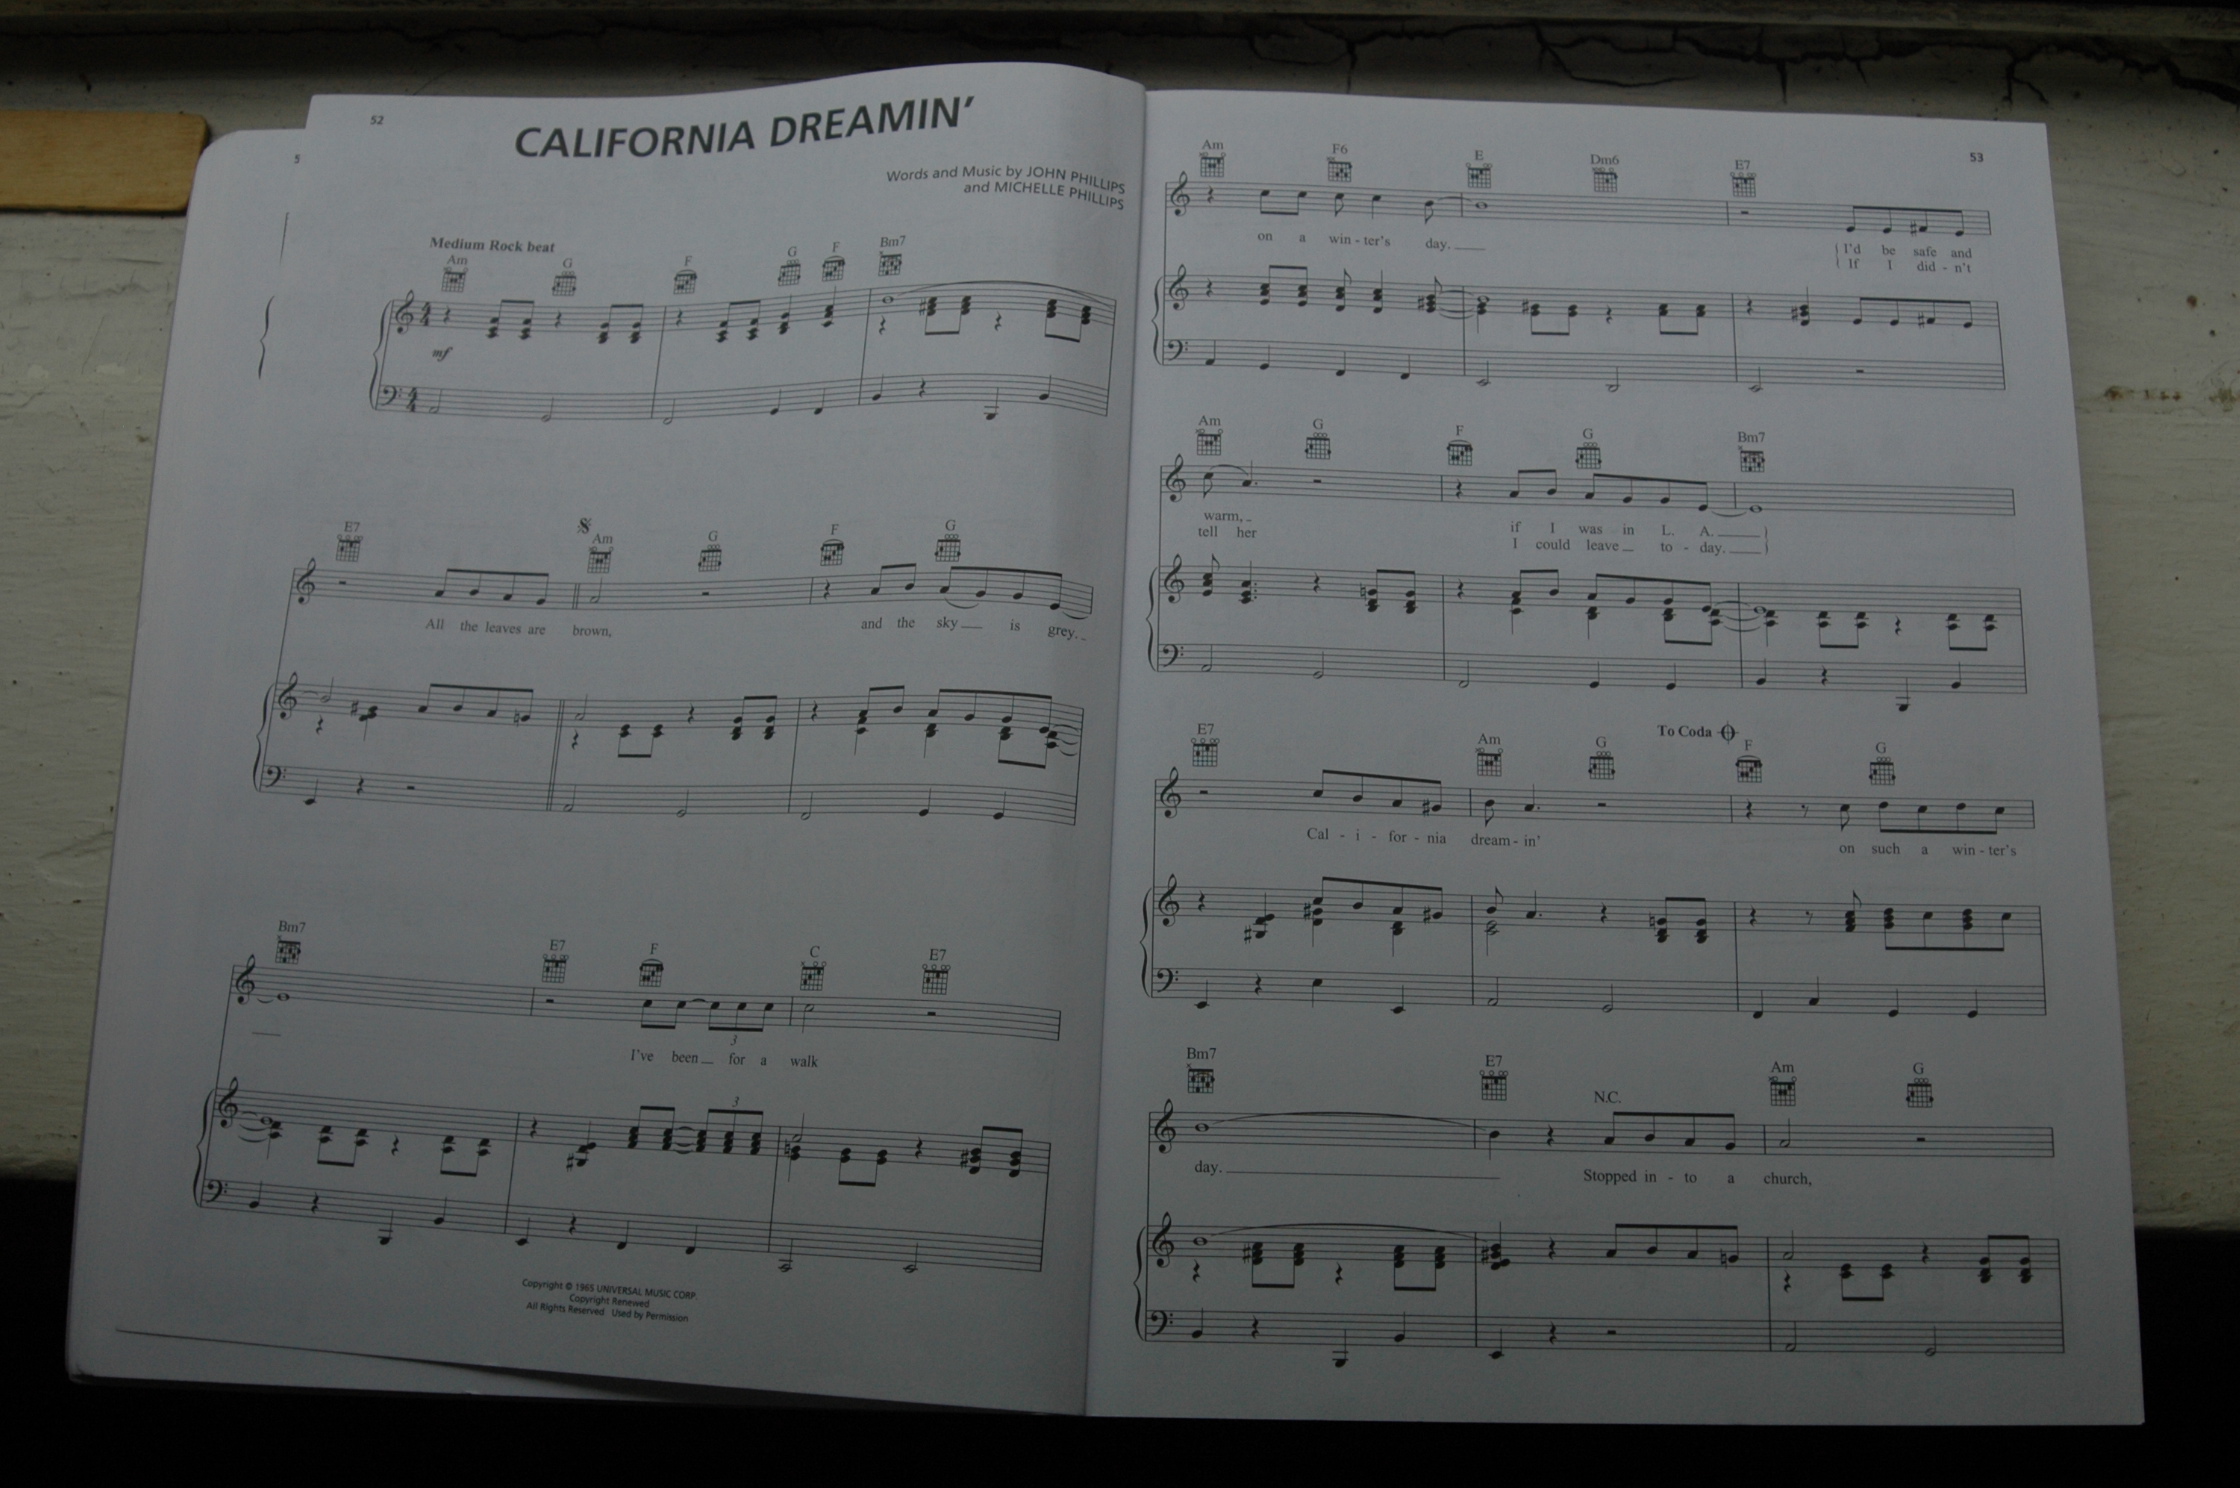 52
CALIFORNIA DREAMIN'
Words and Music by JOHN PHILLIPS
and MICHELLE PHILLIPS
Medium Rock beat
Am G F G F Bm7
mf
E7 Am G F G
All the leaves are brown, and the sky is grey.
Bm7 E7 F C E7
I've been for a walk
3
3
Copyright © 1965 UNIVERSAL MUSIC CORP.
Copyright Renewed
All Rights Reserved Used by Permission
5
53
Am F6 E Dm6 E7
on a win - ter's day. { I'd be safe and
{ If I did - n't
Am G F G Bm7
warm, if I was in L. A. }
tell her I could leave to - day. }
To Coda
E7 Am G F G
Cal - i - for - nia dream - in' on such a win - ter's
Bm7 E7 N.C. Am G
day. Stopped in - to a church,